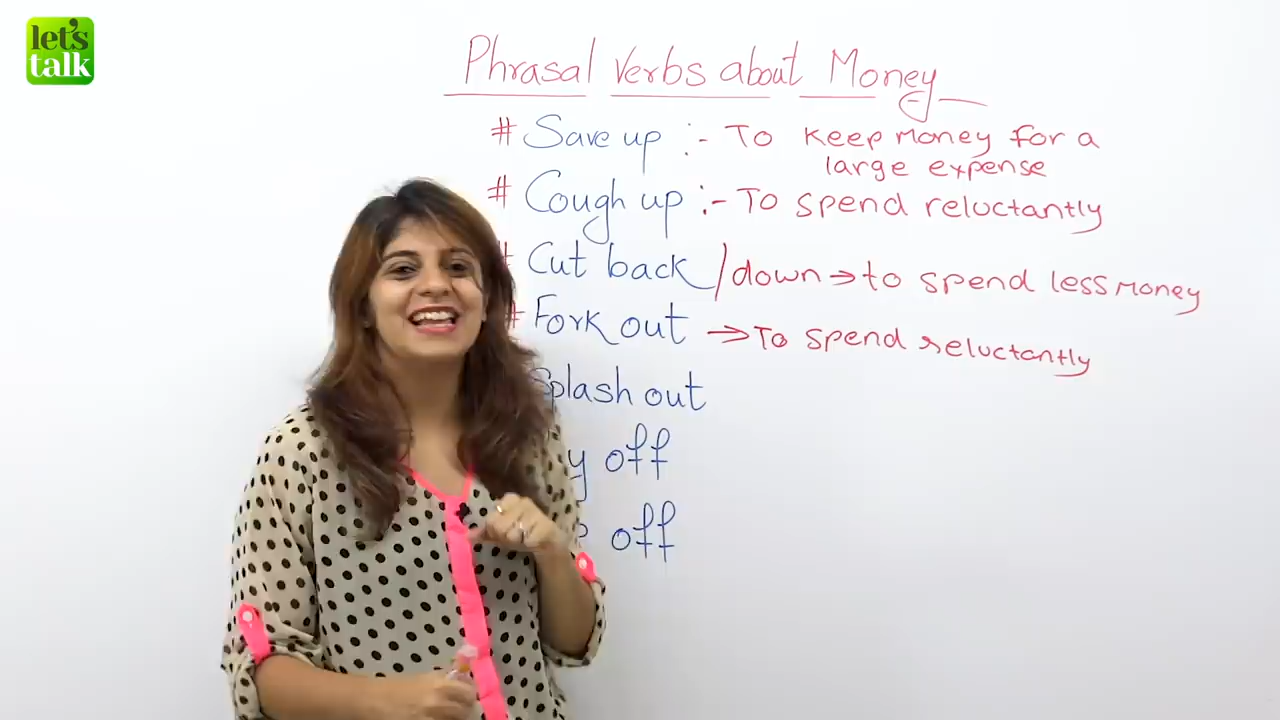 let's
talk
Phrasal verbs about Money
# Save up :- To keep Money for a
large expense
# Cough up :- To spend reluctantly
# Cut back /down → to spend less money
# Fork out → To spend reluctantly
Splash out
off
off